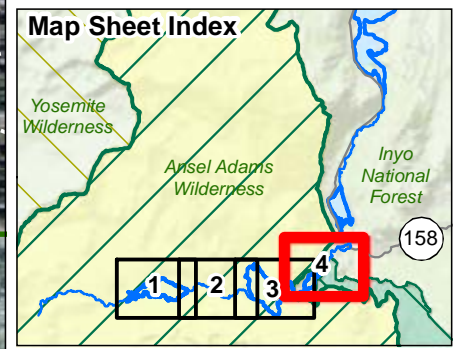 Map Sheet Index
Yosemite
Wilderness
Ansel Adams
Wilderness
Inyo
National
Forest
158
1
2
3
4